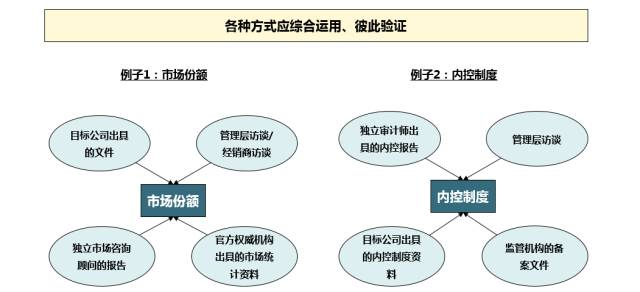 各种方式应综合运用、彼此验证
例子1：市场份额
目标公司出具
的文件
管理层访谈/
经销商访谈
市场份额
独立市场咨询
顾问的报告
官方权威机构
出具的市场统
计资料
例子2：内控制度
独立审计师出
具的内控报告
管理层访谈
内控制度
目标公司出具
的内控制度资
料
监管机构的备
案文件